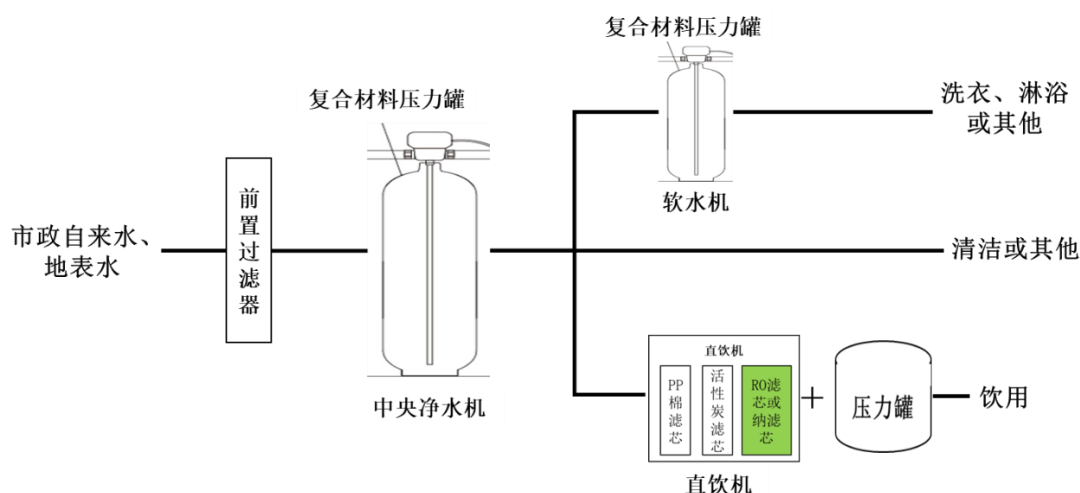 复合材料压力罐
洗衣、淋浴
或其他
软水机
复合材料压力罐
前置过滤器
市政自来水、
地表水
中央净水机
清洁或其他
直饮机
PP棉滤芯
活性炭滤芯
RO滤芯或纳滤芯
+
压力罐
饮用
直饮机